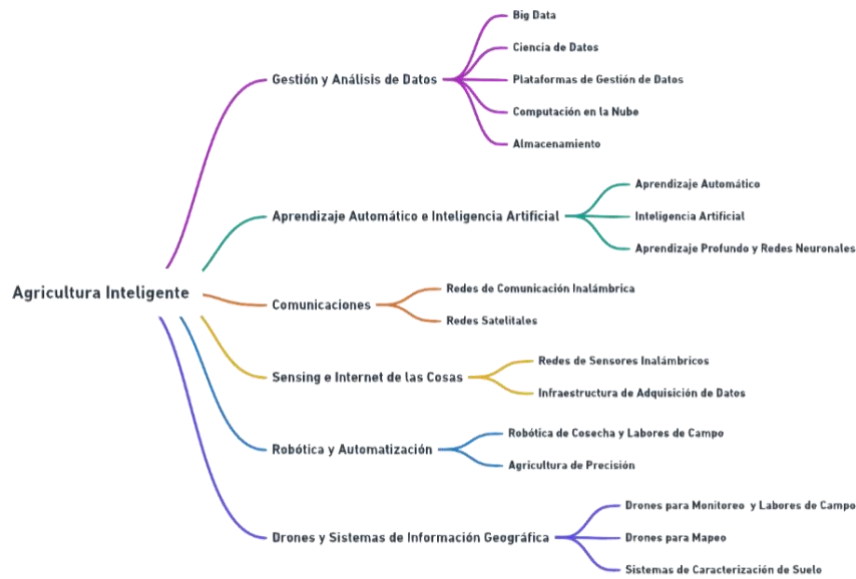 Agricultura Inteligente
Gestión y Análisis de Datos
Big Data
Ciencia de Datos
Plataformas de Gestión de Datos
Computación en la Nube
Almacenamiento
Aprendizaje Automático e Inteligencia Artificial
Aprendizaje Automático
Inteligencia Artificial
Aprendizaje Profundo y Redes Neuronales
Comunicaciones
Redes de Comunicación Inalámbrica
Redes Satelitales
Sensing e Internet de las Cosas
Redes de Sensores Inalámbricos
Infraestructura de Adquisición de Datos
Robótica y Automatización
Robótica de Cosecha y Labores de Campo
Agricultura de Precisión
Drones y Sistemas de Información Geográfica
Drones para Monitoreo y Labores de Campo
Drones para Mapeo
Sistemas de Caracterización de Suelo